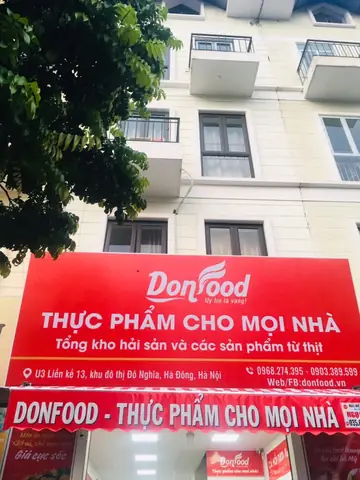 Donfood
Uy tín là vàng!
THỰC PHẨM CHO MỌI NHÀ
Tổng kho hải sản và các sản phẩm từ thịt
U3 Liền kề 13, khu đô thị Đô Nghĩa, Hà Đông, Hà Nội
0968.274.395 - 0903.389.599
Web/FB:donfood.vn
DONFOOD - THỰC PHẨM CHO MỌI NHÀ
Giá cực sốc
Donfood